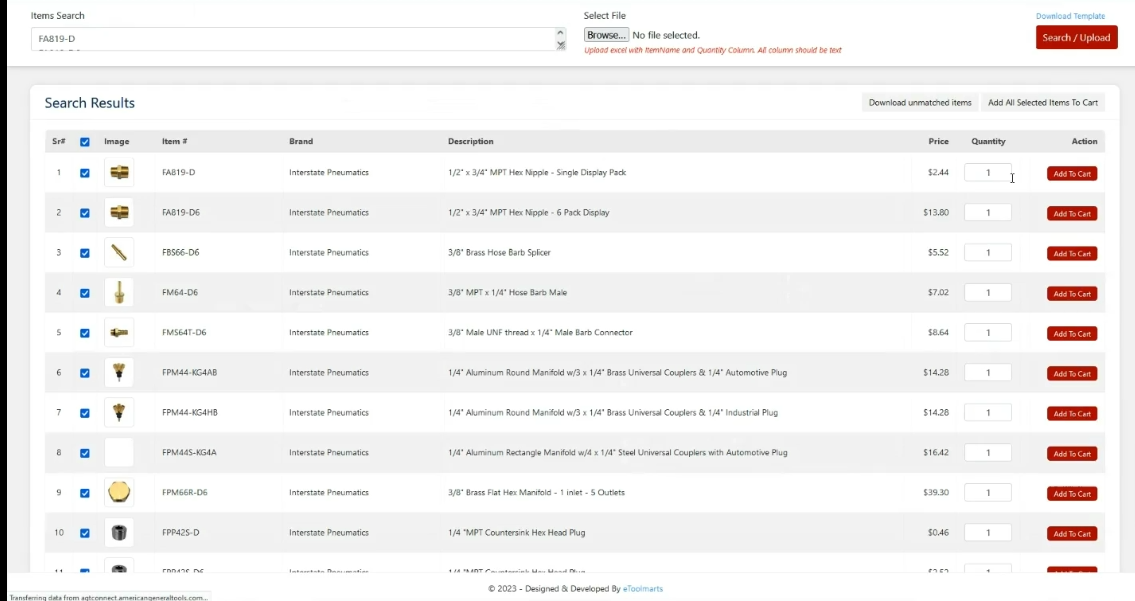 Items Search
Select File
Download Template
FA819-D
Browse... No file selected.
Search / Upload
Upload excel with ItemName and Quantity Column. All column should be text
Search Results
Download unmatched items
Add All Selected Items To Cart
Sr# Image Item # Brand Description Price Quantity Action
1 FA819-D Interstate Pneumatics 1/2" x 3/4" MPT Hex Nipple - Single Display Pack $2.44 1 Add To Cart
2 FA819-D6 Interstate Pneumatics 1/2" x 3/4" MPT Hex Nipple - 6 Pack Display $13.80 1 Add To Cart
3 FBS66-D6 Interstate Pneumatics 3/8" Brass Hose Barb Splicer $5.52 1 Add To Cart
4 FM64-D6 Interstate Pneumatics 3/8" MPT x 1/4" Hose Barb Male $7.02 1 Add To Cart
5 FMS64T-D6 Interstate Pneumatics 3/8" Male UNF thread x 1/4" Male Barb Connector $8.64 1 Add To Cart
6 FPM44-KG4AB Interstate Pneumatics 1/4" Aluminum Round Manifold w/3 x 1/4" Brass Universal Couplers & 1/4" Automotive Plug $14.28 1 Add To Cart
7 FPM44-KG4HB Interstate Pneumatics 1/4" Aluminum Round Manifold w/3 x 1/4" Brass Universal Couplers & 1/4" Industrial Plug $14.28 1 Add To Cart
8 FPM44S-KG4A Interstate Pneumatics 1/4" Aluminum Rectangle Manifold w/4 x 1/4" Steel Universal Couplers with Automotive Plug $16.42 1 Add To Cart
9 FPM66R-D6 Interstate Pneumatics 3/8" Brass Flat Hex Manifold - 1 inlet - 5 Outlets $39.30 1 Add To Cart
10 FPP42S-D Interstate Pneumatics 1/4 "MPT Countersink Hex Head Plug $0.46 1 Add To Cart
11 FPP42S-D6 Interstate Pneumatics 1/4 "MPT Countersink Hex Head Plug $2.52 1 Add To Cart
© 2023 - Designed & Developed By eToolmarts
Transferring data from agtconnect.americangeneraltools.com...